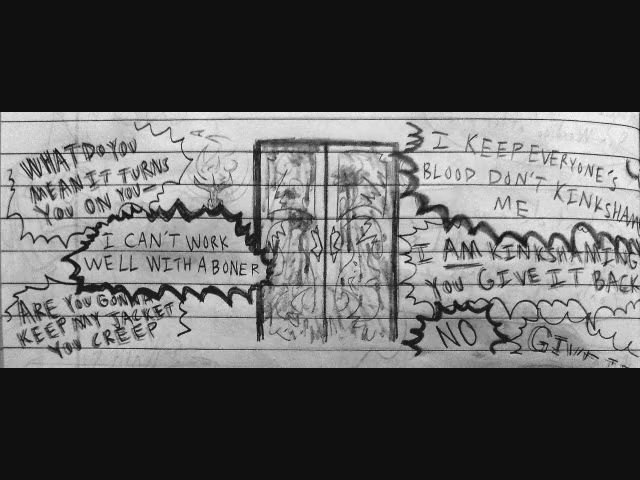 WHAT DO YOU
MEAN IT TURNS
YOU ON YOU-
I CAN'T WORK
WELL WITH A BONER
ARE YOU GONNA
KEEP MY JACKET
YOU CREEP
I KEEP EVERYONE'S
BLOOD DON'T KINKSHAM
ME
I AM KINKSHAMING
YOU GIVE IT BACK
NO